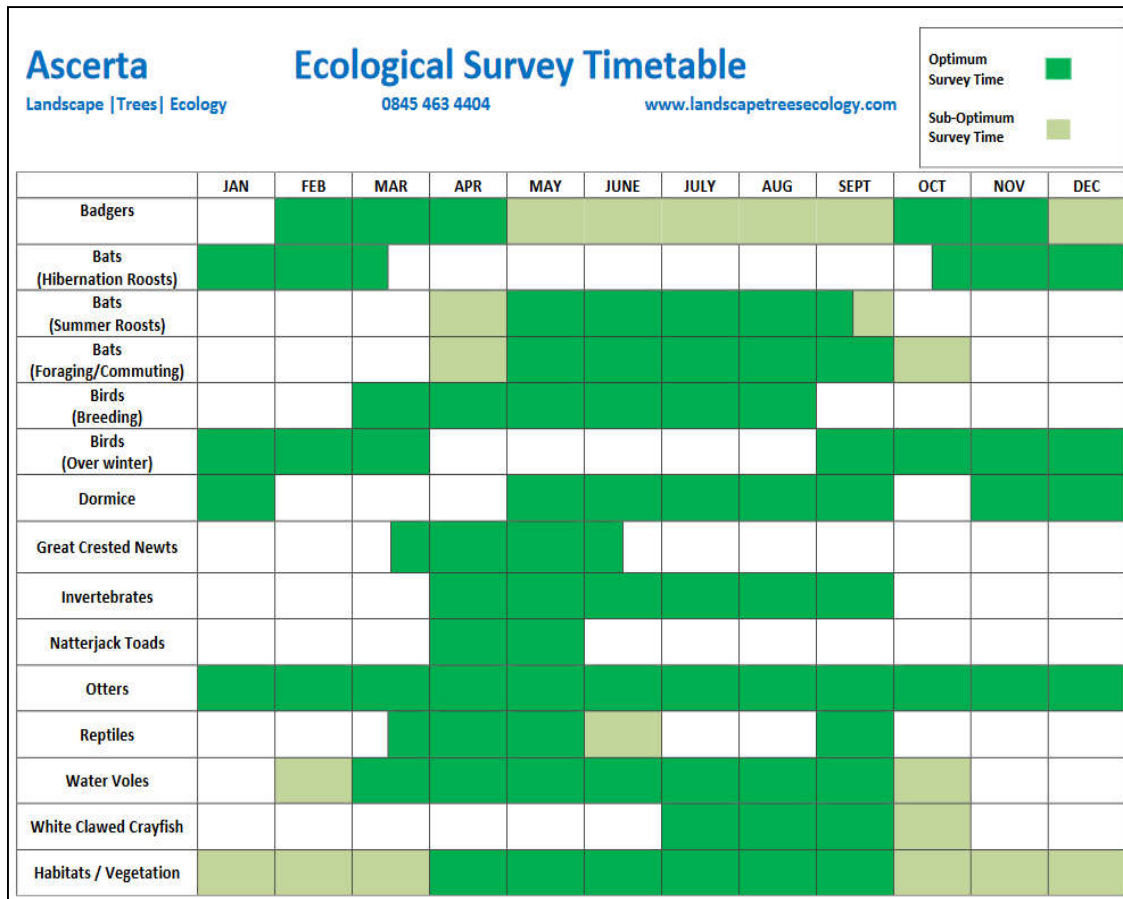 Ascerta
Ecological Survey Timetable
Landscape |Trees| Ecology
0845 463 4404
www.landscapetreesecology.com
Optimum
Survey Time
Sub-Optimum
Survey Time
JAN FEB MAR APR MAY JUNE JULY AUG SEPT OCT NOV DEC
Badgers
Bats
(Hibernation Roosts)
Bats
(Summer Roosts)
Bats
(Foraging/Commuting)
Birds
(Breeding)
Birds
(Over winter)
Dormice
Great Crested Newts
Invertebrates
Natterjack Toads
Otters
Reptiles
Water Voles
White Clawed Crayfish
Habitats / Vegetation